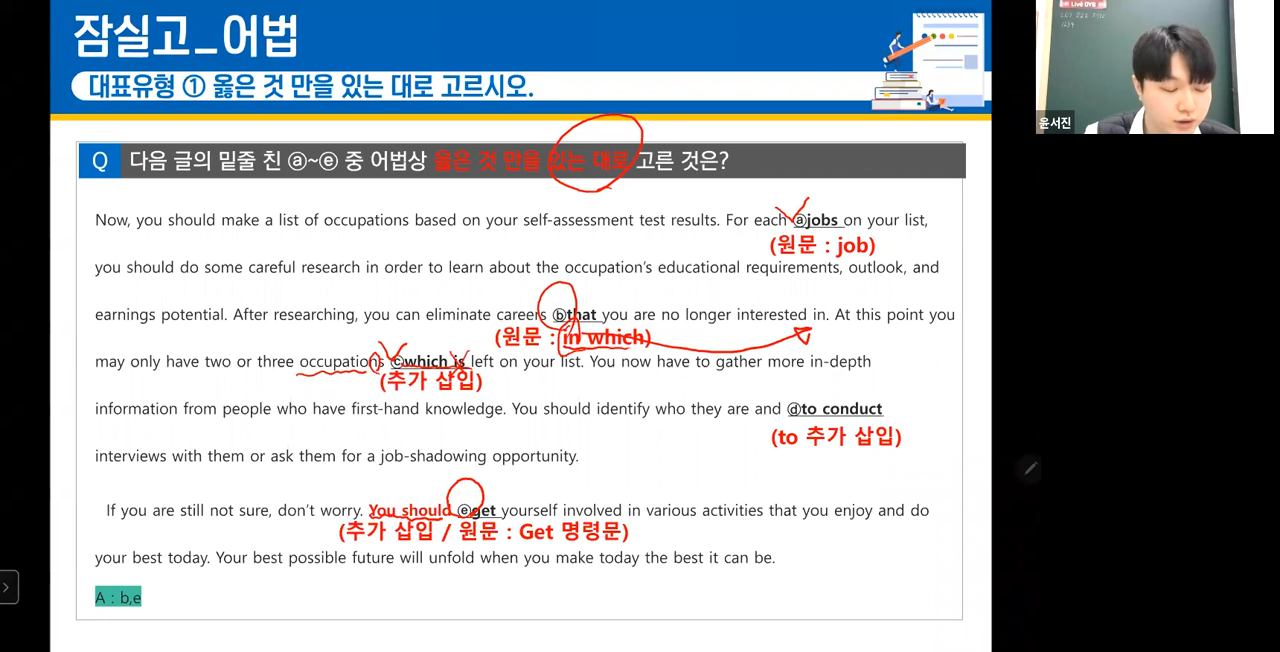 잠실고_어법
대표유형 ① 옳은 것 만을 있는 대로 고르시오.
Live DYB
윤서진
Q 다음 글의 밑줄 친 ⓐ~ⓔ 중 어법상 옳은 것 만을 있는 대로 고른 것은?
Now, you should make a list of occupations based on your self-assessment test results. For each ⓐjobs on your list,
(원문 : job)
you should do some careful research in order to learn about the occupation's educational requirements, outlook, and
earnings potential. After researching, you can eliminate careers ⓑthat you are no longer interested in. At this point you
(원문 : in which)
may only have two or three occupations ⓒwhich is left on your list. You now have to gather more in-depth
(추가 삽입)
information from people who have first-hand knowledge. You should identify who they are and ⓓto conduct
(to 추가 삽입)
interviews with them or ask them for a job-shadowing opportunity.
If you are still not sure, don't worry. You should ⓔget yourself involved in various activities that you enjoy and do
(추가 삽입 / 원문 : Get 명령문)
your best today. Your best possible future will unfold when you make today the best it can be.
A : b,e